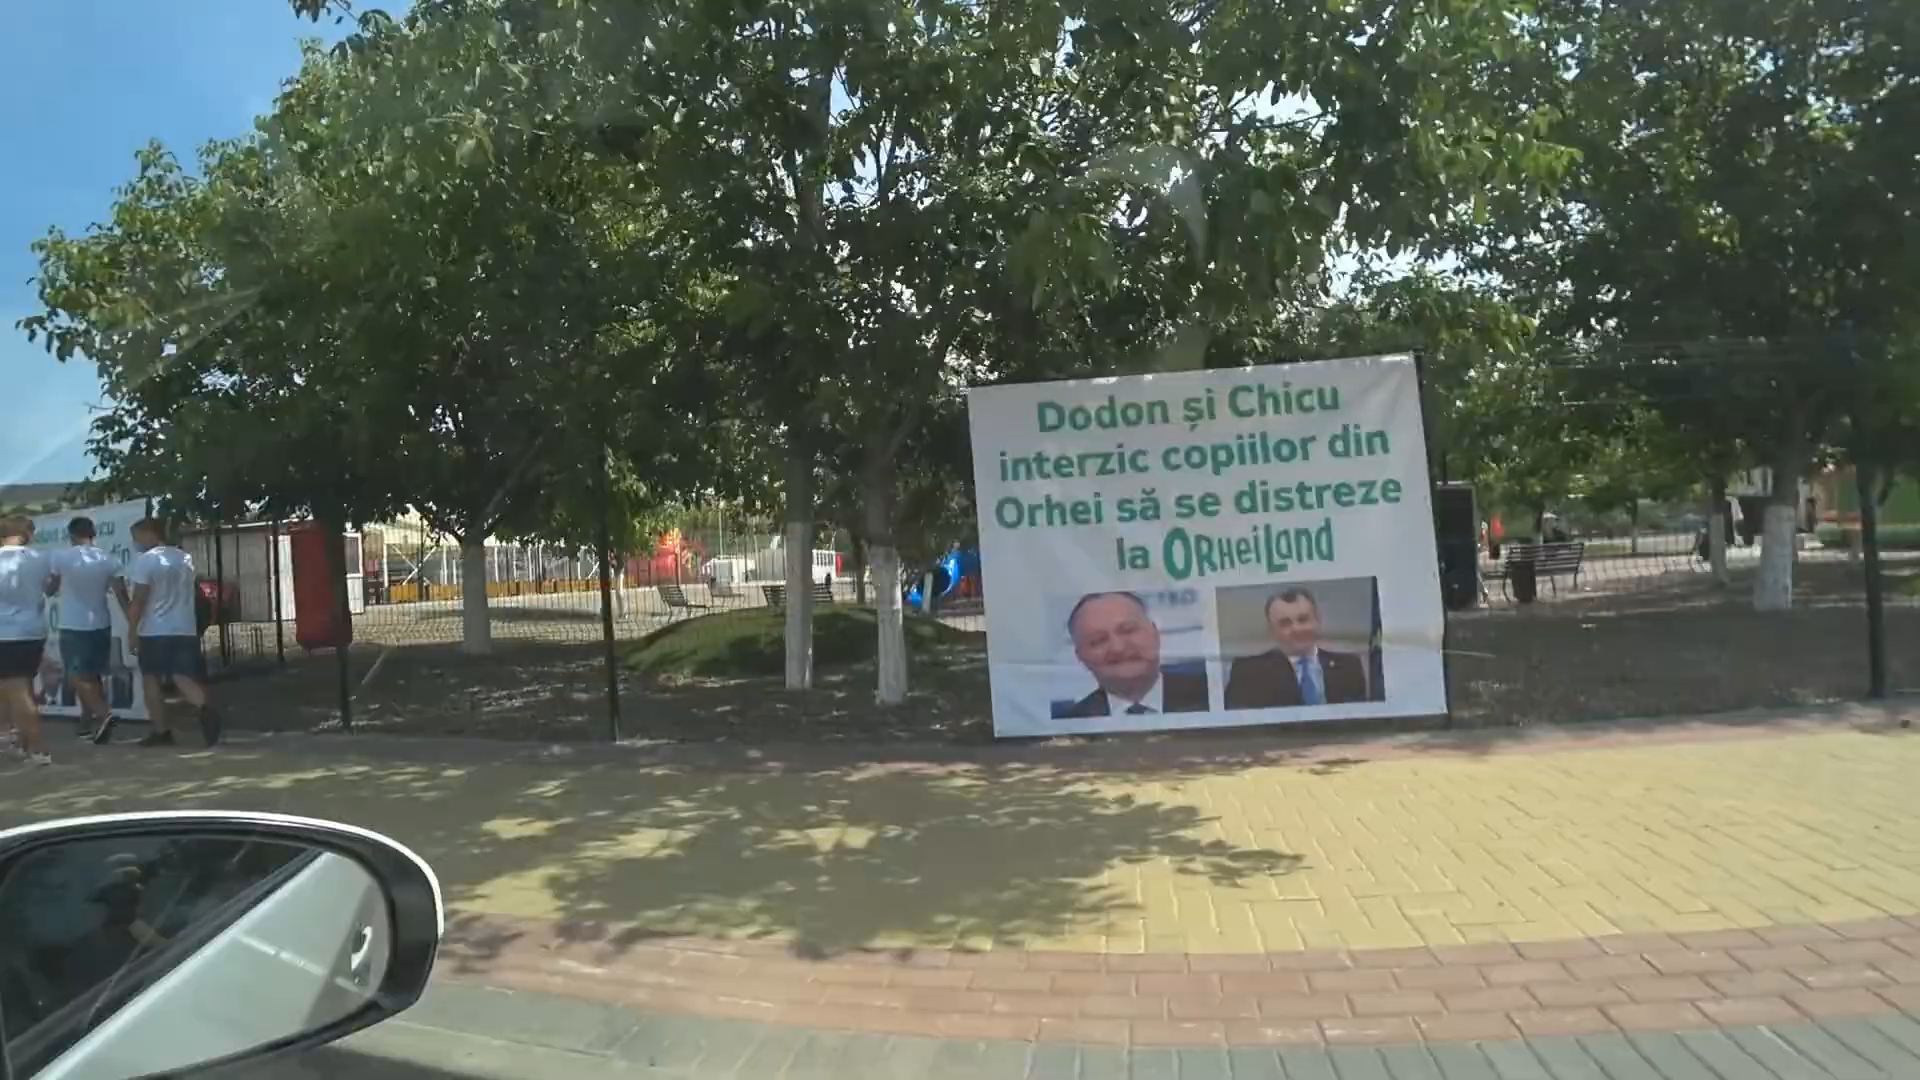 Dodon și Chicu
interzic copiilor din
Orhei să se distreze
la ORHEILAND